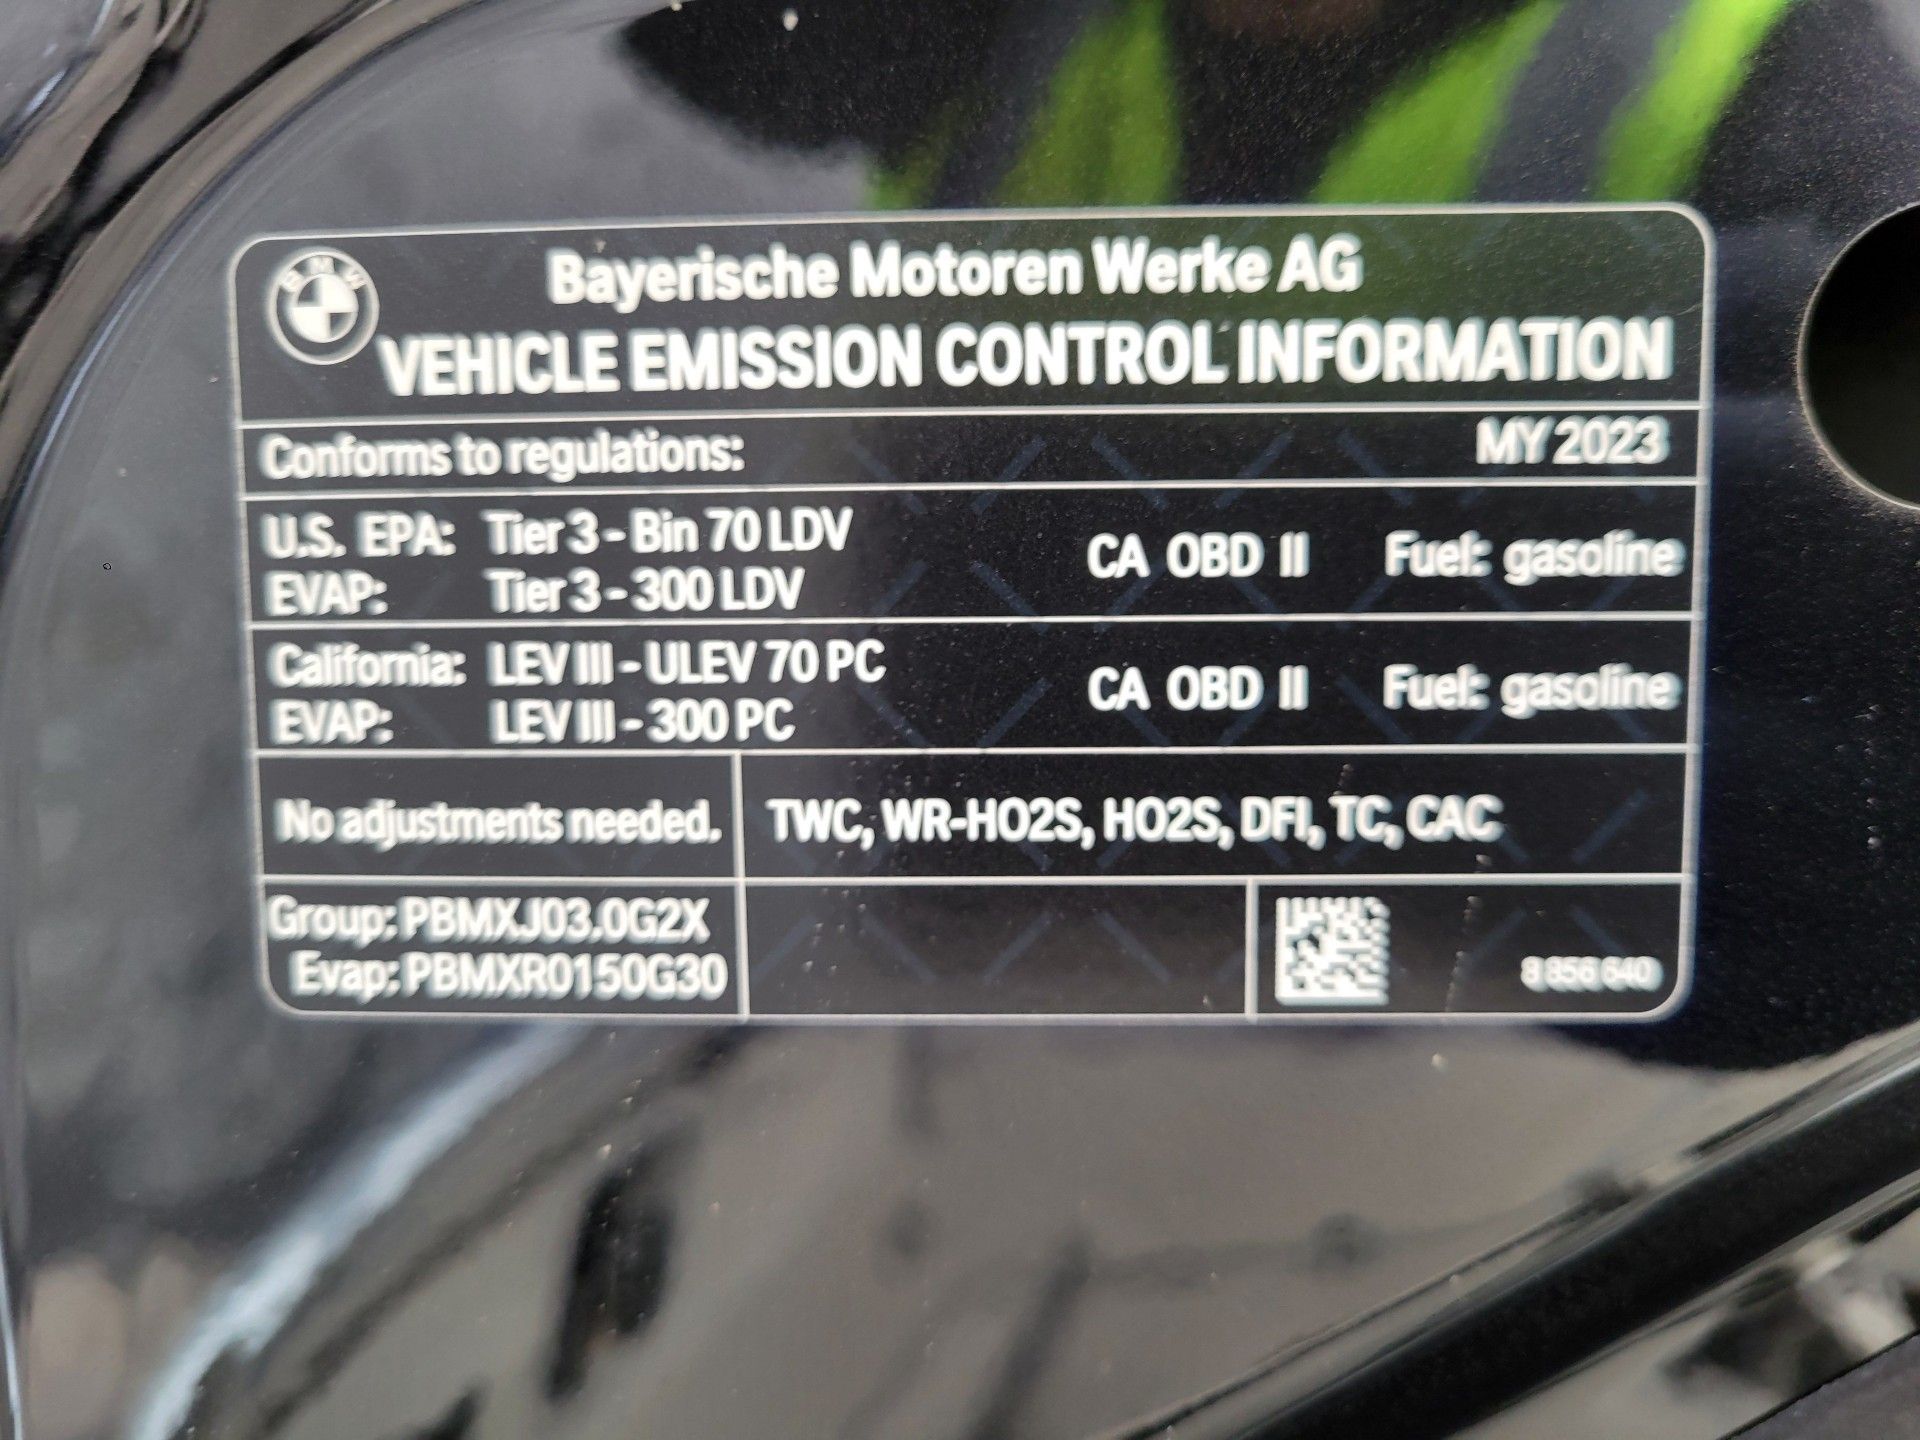 BMW
Bayerische Motoren Werke AG
VEHICLE EMISSION CONTROL INFORMATION
Conforms to regulations: MY 2023
U.S. EPA: Tier 3 - Bin 70 LDV CA OBD II Fuel: gasoline
EVAP: Tier 3 - 300 LDV
California: LEV III - ULEV 70 PC CA OBD II Fuel: gasoline
EVAP: LEV III - 300 PC
No adjustments needed. TWC, WR-HO2S, HO2S, DFI, TC, CAC
Group: PBMXJ03.0G2X
Evap: PBMXR0150G30
8 856 640